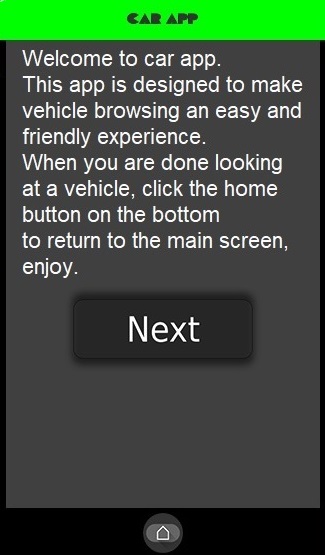 CAR APP
Welcome to car app.
This app is designed to make
vehicle browsing an easy and
friendly experience.
When you are done looking
at a vehicle, click the home
button on the bottom
to return to the main screen,
enjoy.
Next